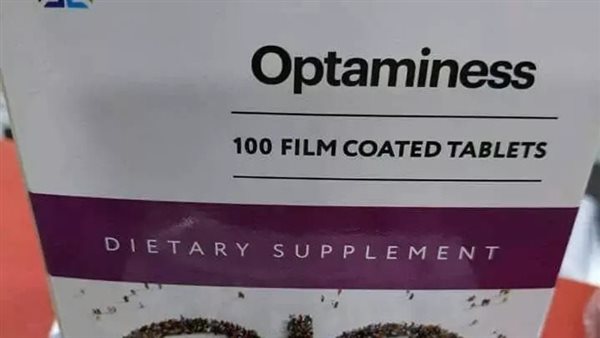 Optaminess
100 FILM COATED TABLETS
DIETARY SUPPLEMENT